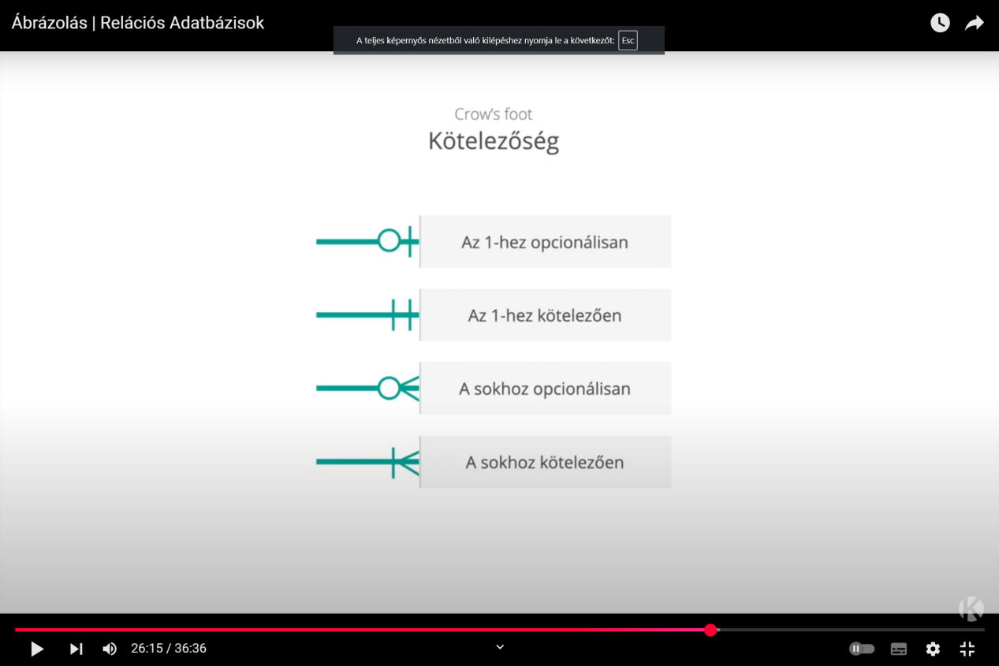 Ábrázolás | Relációs Adatbázisok
A teljes képernyős nézetből való kilépéshez nyomja le a következőt: Esc
Crow's foot
Kötelezőség
Az 1-hez opcionálisan
Az 1-hez kötelezően
A sokhoz opcionálisan
A sokhoz kötelezően
26:15 / 36:36